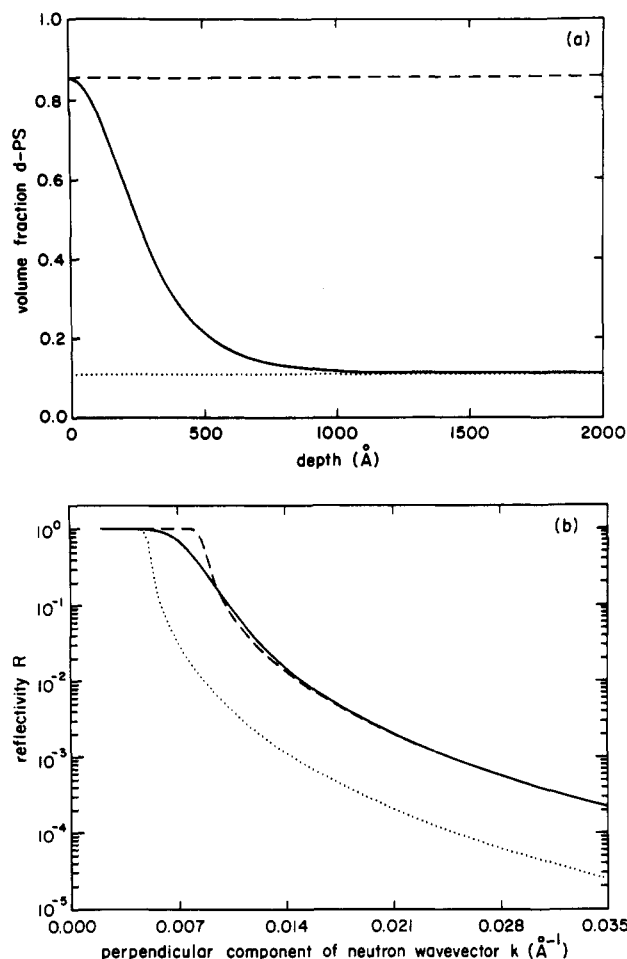 (a)
volume fraction d-PS
1.0
0.8
0.6
0.4
0.2
0.0
0 500 1000 1500 2000
depth (Å)
(b)
reflectivity R
10⁰
10⁻¹
10⁻²
10⁻³
10⁻⁴
10⁻⁵
0.000 0.007 0.014 0.021 0.028 0.035
perpendicular component of neutron wavevector k (Å⁻¹)